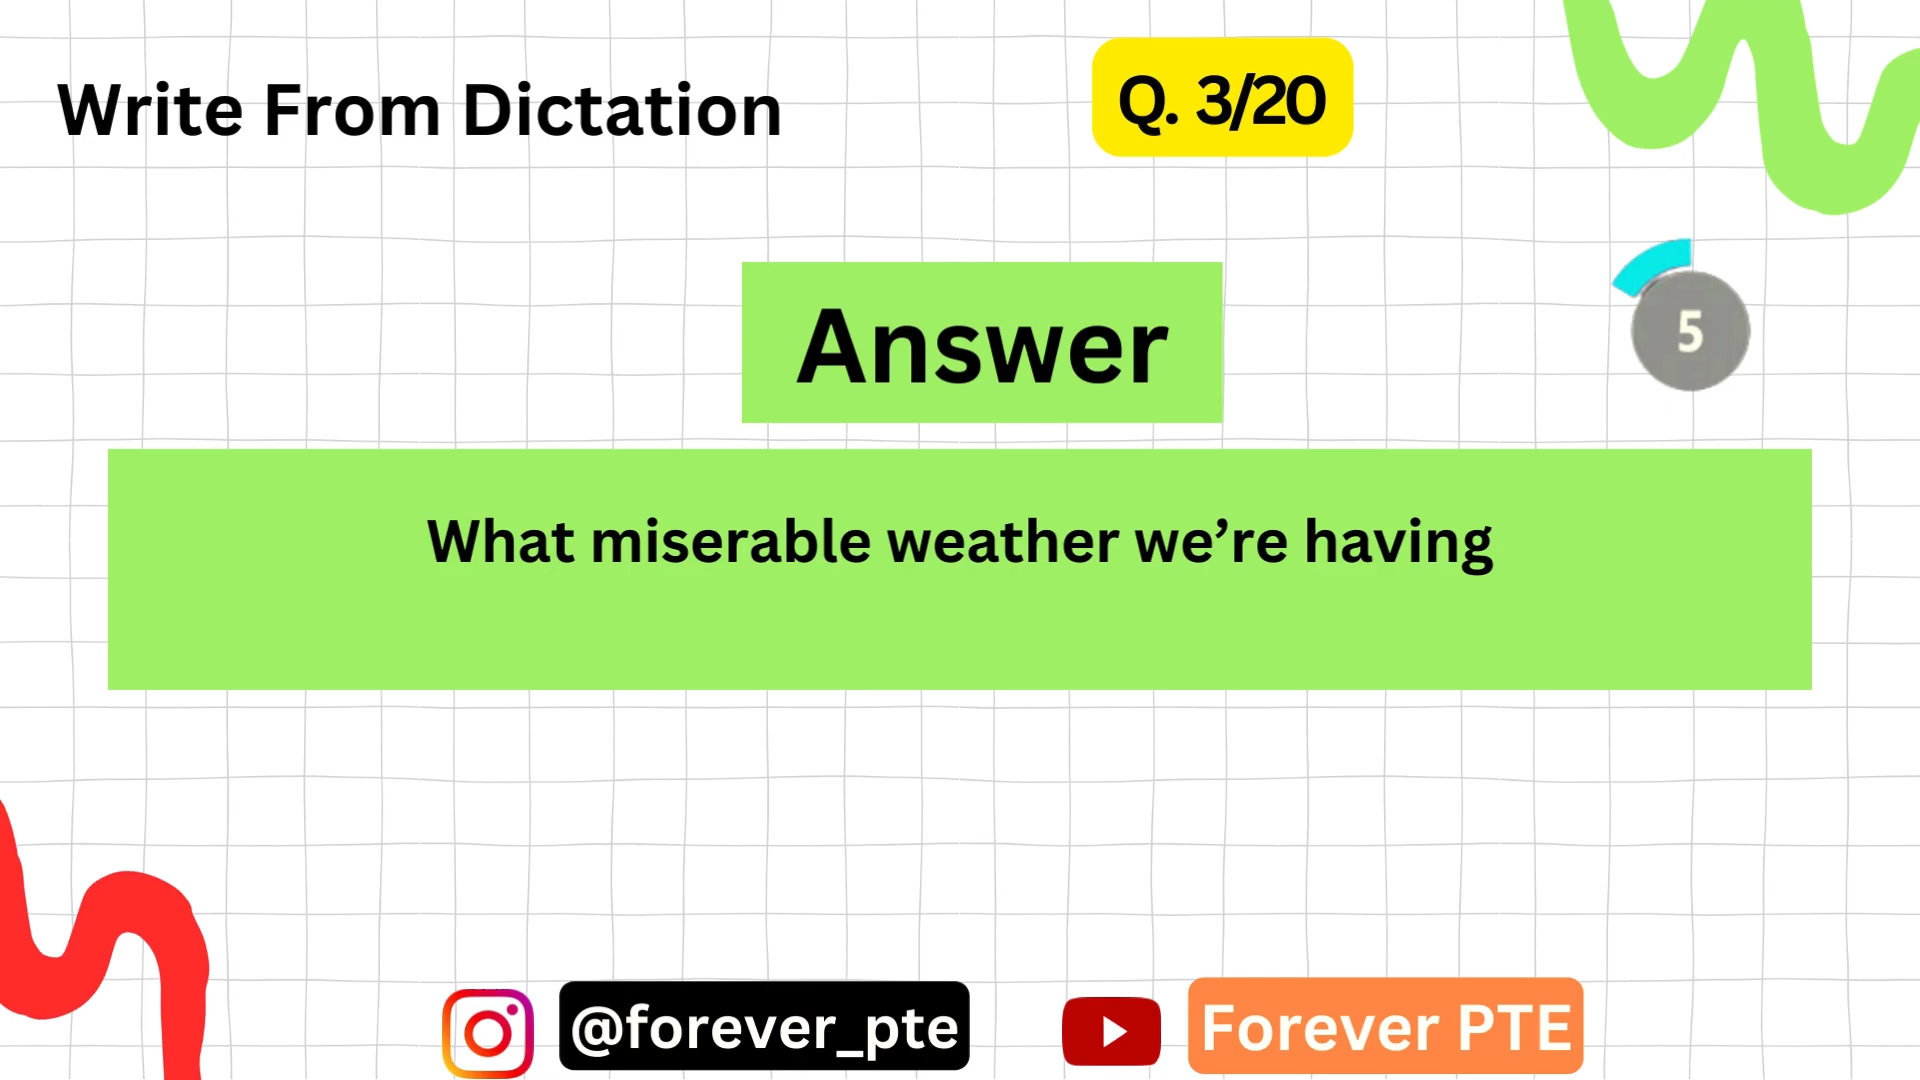 Write From Dictation
Q. 3/20
Answer
5
What miserable weather we’re having
@forever_pte
Forever PTE